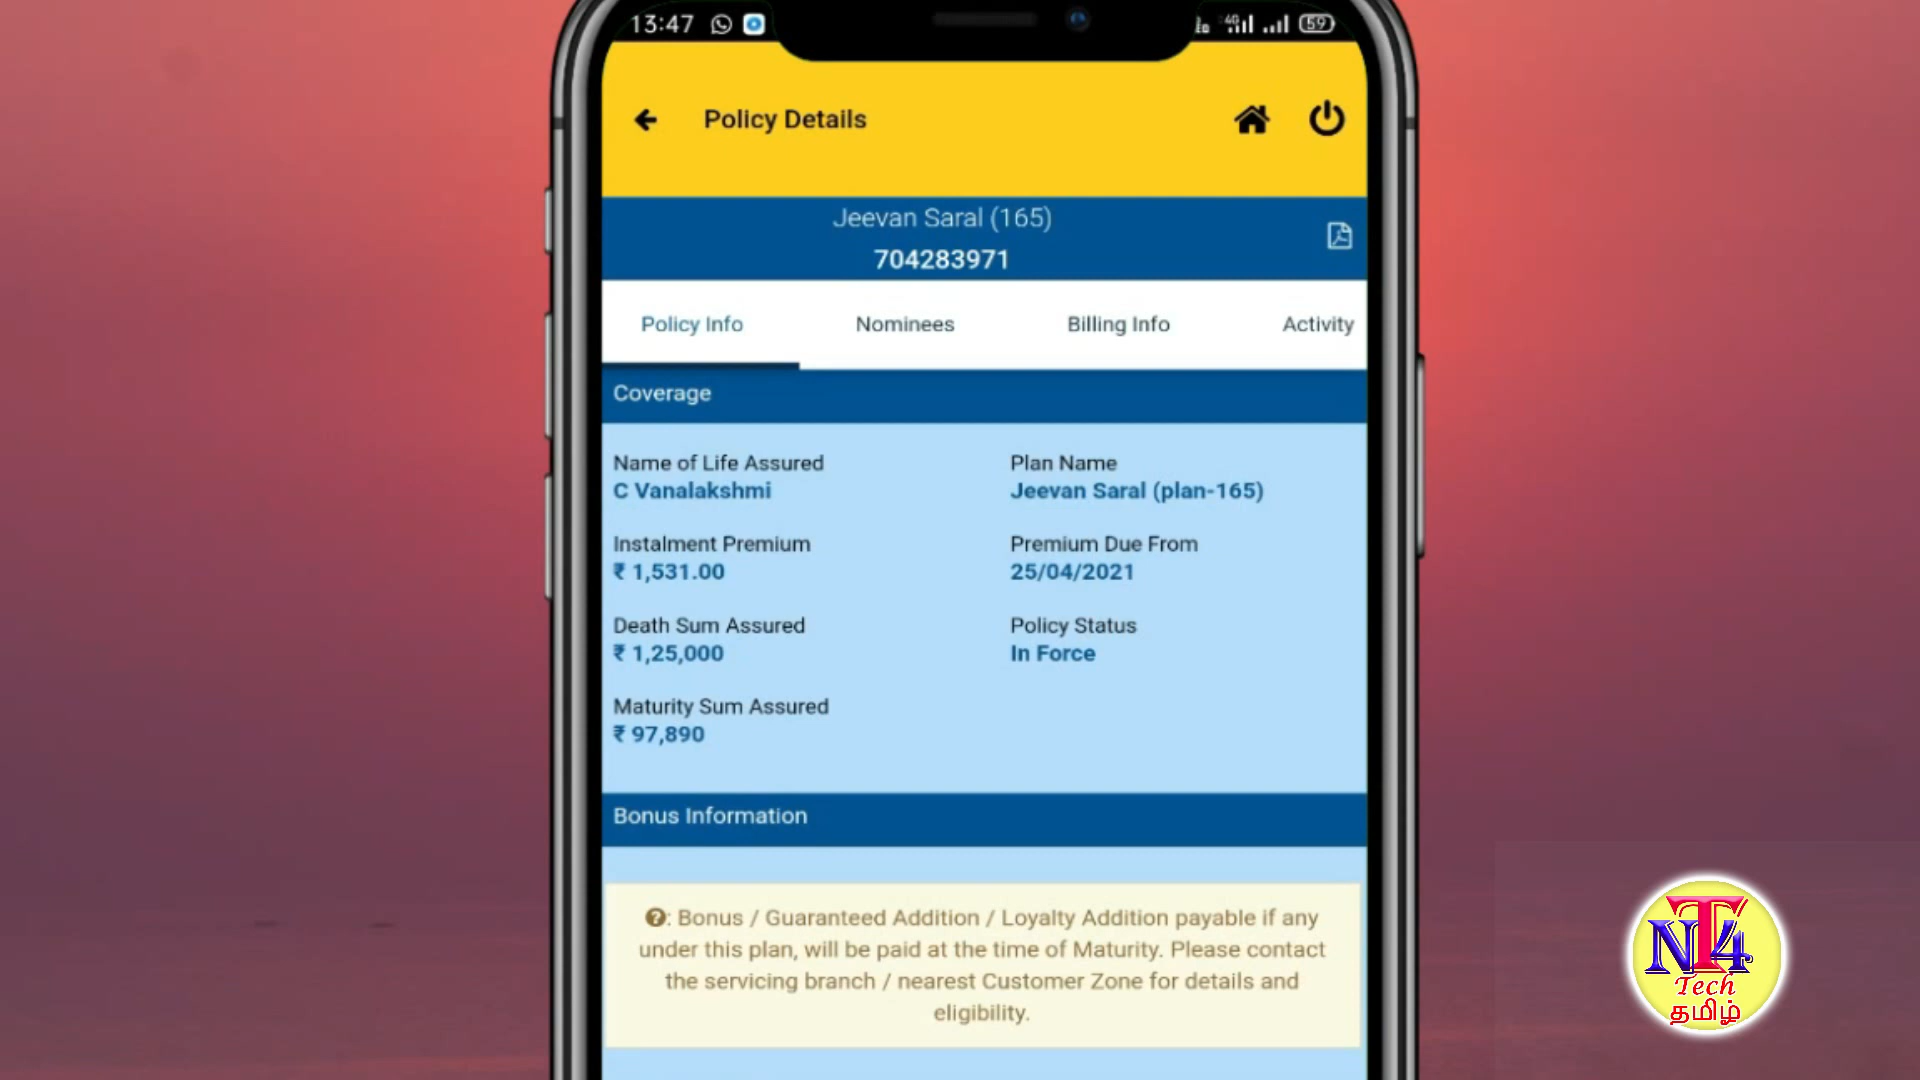 13:47
4G
59
Policy Details
Jeevan Saral (165)
704283971
Policy Info Nominees Billing Info Activity
Coverage
Name of Life Assured Plan Name
C Vanalakshmi Jeevan Saral (plan-165)
Instalment Premium Premium Due From
₹ 1,531.00 25/04/2021
Death Sum Assured Policy Status
₹ 1,25,000 In Force
Maturity Sum Assured
₹ 97,890
Bonus Information
?: Bonus / Guaranteed Addition / Loyalty Addition payable if any
under this plan, will be paid at the time of Maturity. Please contact
the servicing branch / nearest Customer Zone for details and
eligibility.
NT4
Tech
தமிழ்